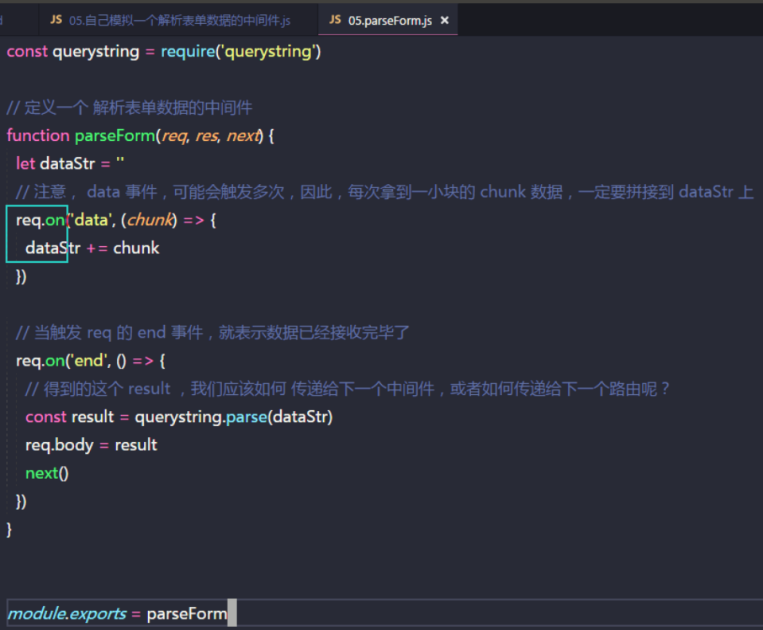 JS 05.自己模拟一个解析表单数据的中间件.js JS 05.parseForm.js ×
const querystring = require('querystring')
// 定义一个 解析表单数据的中间件
function parseForm(req, res, next) {
let dataStr = ''
// 注意， data 事件，可能会触发多次，因此，每次拿到一小块的 chunk 数据，一定要拼接到 dataStr 上
req.on('data', (chunk) => {
dataStr += chunk
})
// 当触发 req 的 end 事件，就表示数据已经接收完毕了
req.on('end', () => {
// 得到的这个 result ，我们应该如何 传递给下一个中间件，或者如何传递给下一个路由呢？
const result = querystring.parse(dataStr)
req.body = result
next()
})
}
module.exports = parseForm